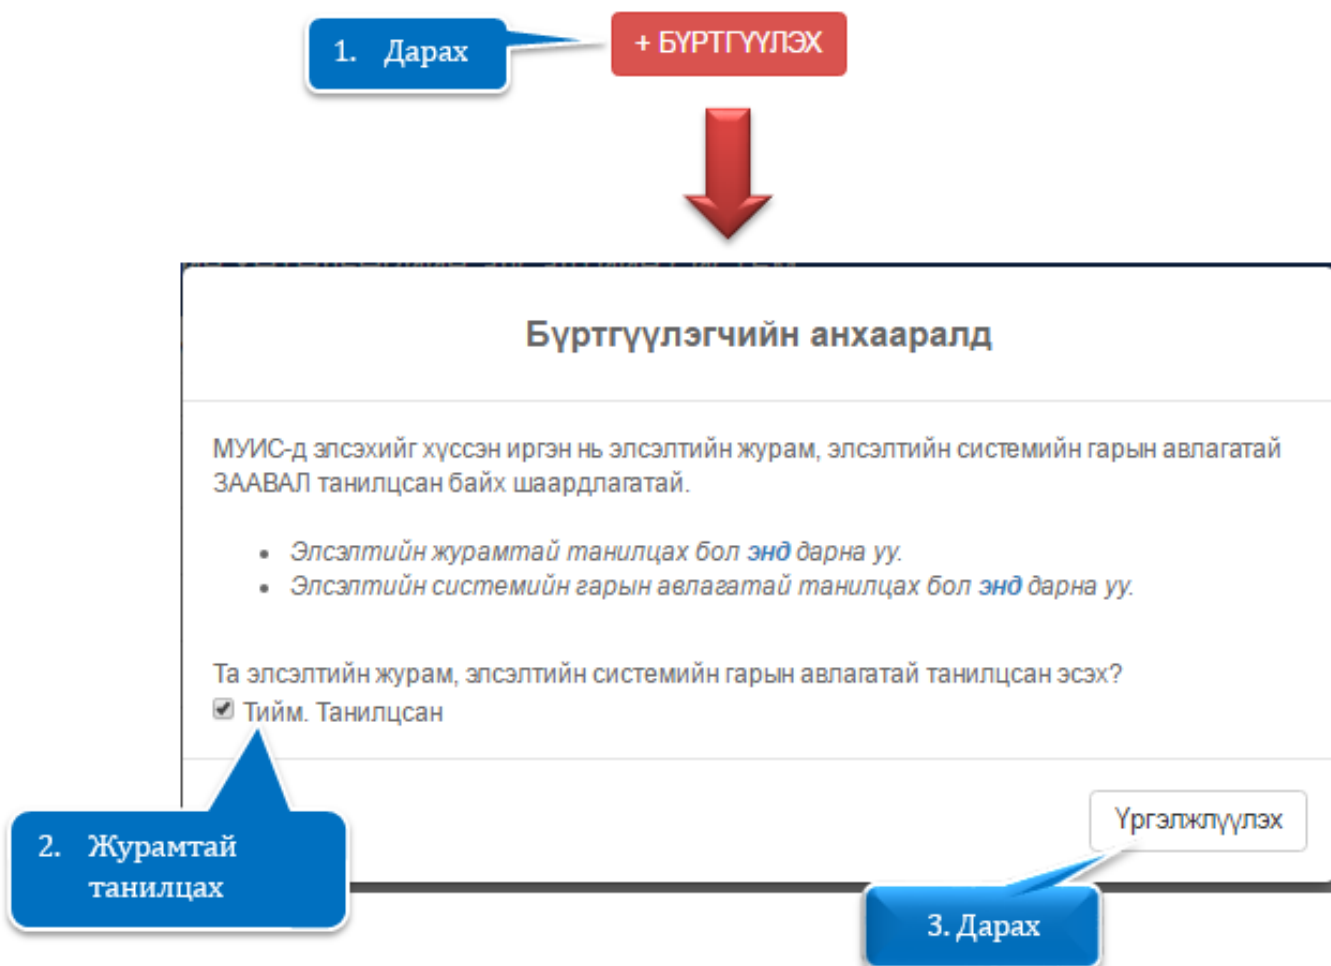 1. Дарах
+ БҮРТГҮҮЛЭХ
Бүртгүүлэгчийн анхааралд
МУИС-д элсэхийг хүссэн иргэн нь элсэлтийн журам, элсэлтийн системийн гарын авлагатай
ЗААВАЛ танилцсан байх шаардлагатай.
• Элсэлтийн журамтай танилцах бол энд дарна уу.
• Элсэлтийн системийн гарын авлагатай танилцах бол энд дарна уу.
Та элсэлтийн журам, элсэлтийн системийн гарын авлагатай танилцсан эсэх?
Тийм. Танилцсан
Үргэлжлүүлэх
2. Журамтай
танилцах
3. Дарах